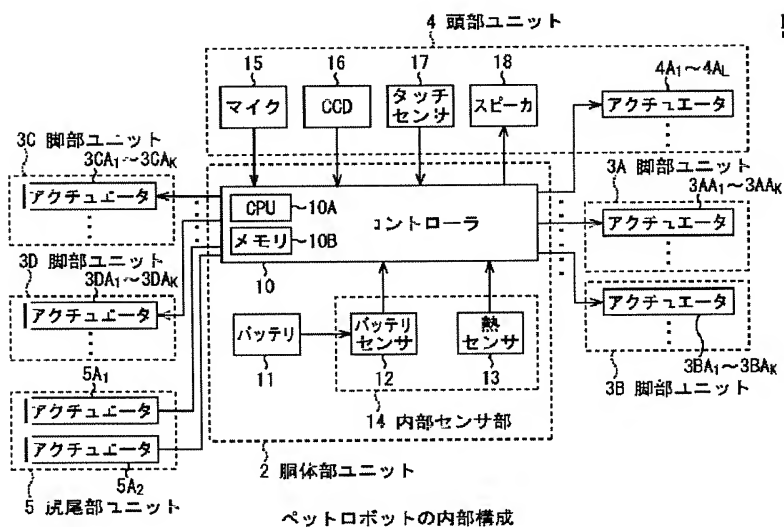 4 頭部ユニット
15
16
17
18
4A1~4AL
マイク
CCD
タッチ
センサ
スピーカ
アクチュエータ
3C 脚部ユニット
3CA1~3CAK
アクチュエータ
3A 脚部ユニット
3AA1~3AAK
アクチュエータ
CPU
10A
コントローラ
メモリ
10B
10
3D 脚部ユニット
3DA1~3DAK
アクチュエータ
アクチュエータ
3BA1~3BAK
3B 脚部ユニット
バッテリ
11
バッテリ
センサ
12
熱
センサ
13
14 内部センサ部
5A1
アクチュエータ
アクチュエータ
5A2
5 尻尾部ユニット
2 胴体部ユニット
ペットロボットの内部構成